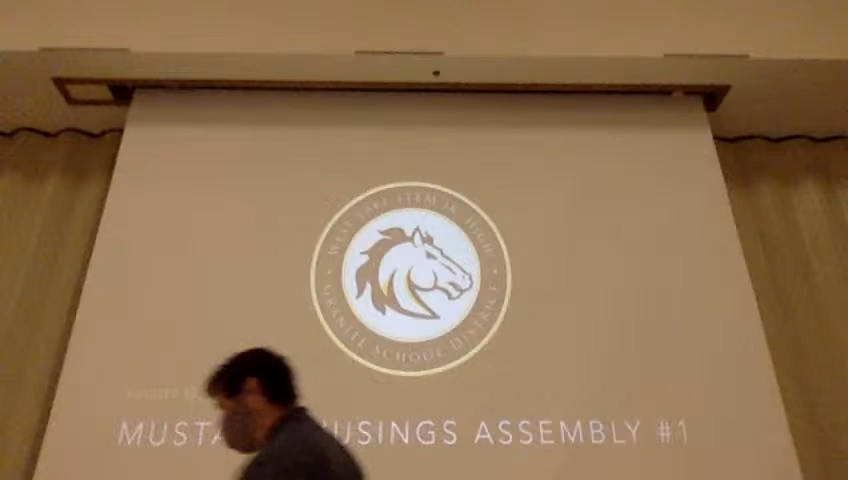 WEST LAKE STEM JR. HIGH
GRANITE SCHOOL DISTRICT
MUSTA USINGS ASSEMBLY #1